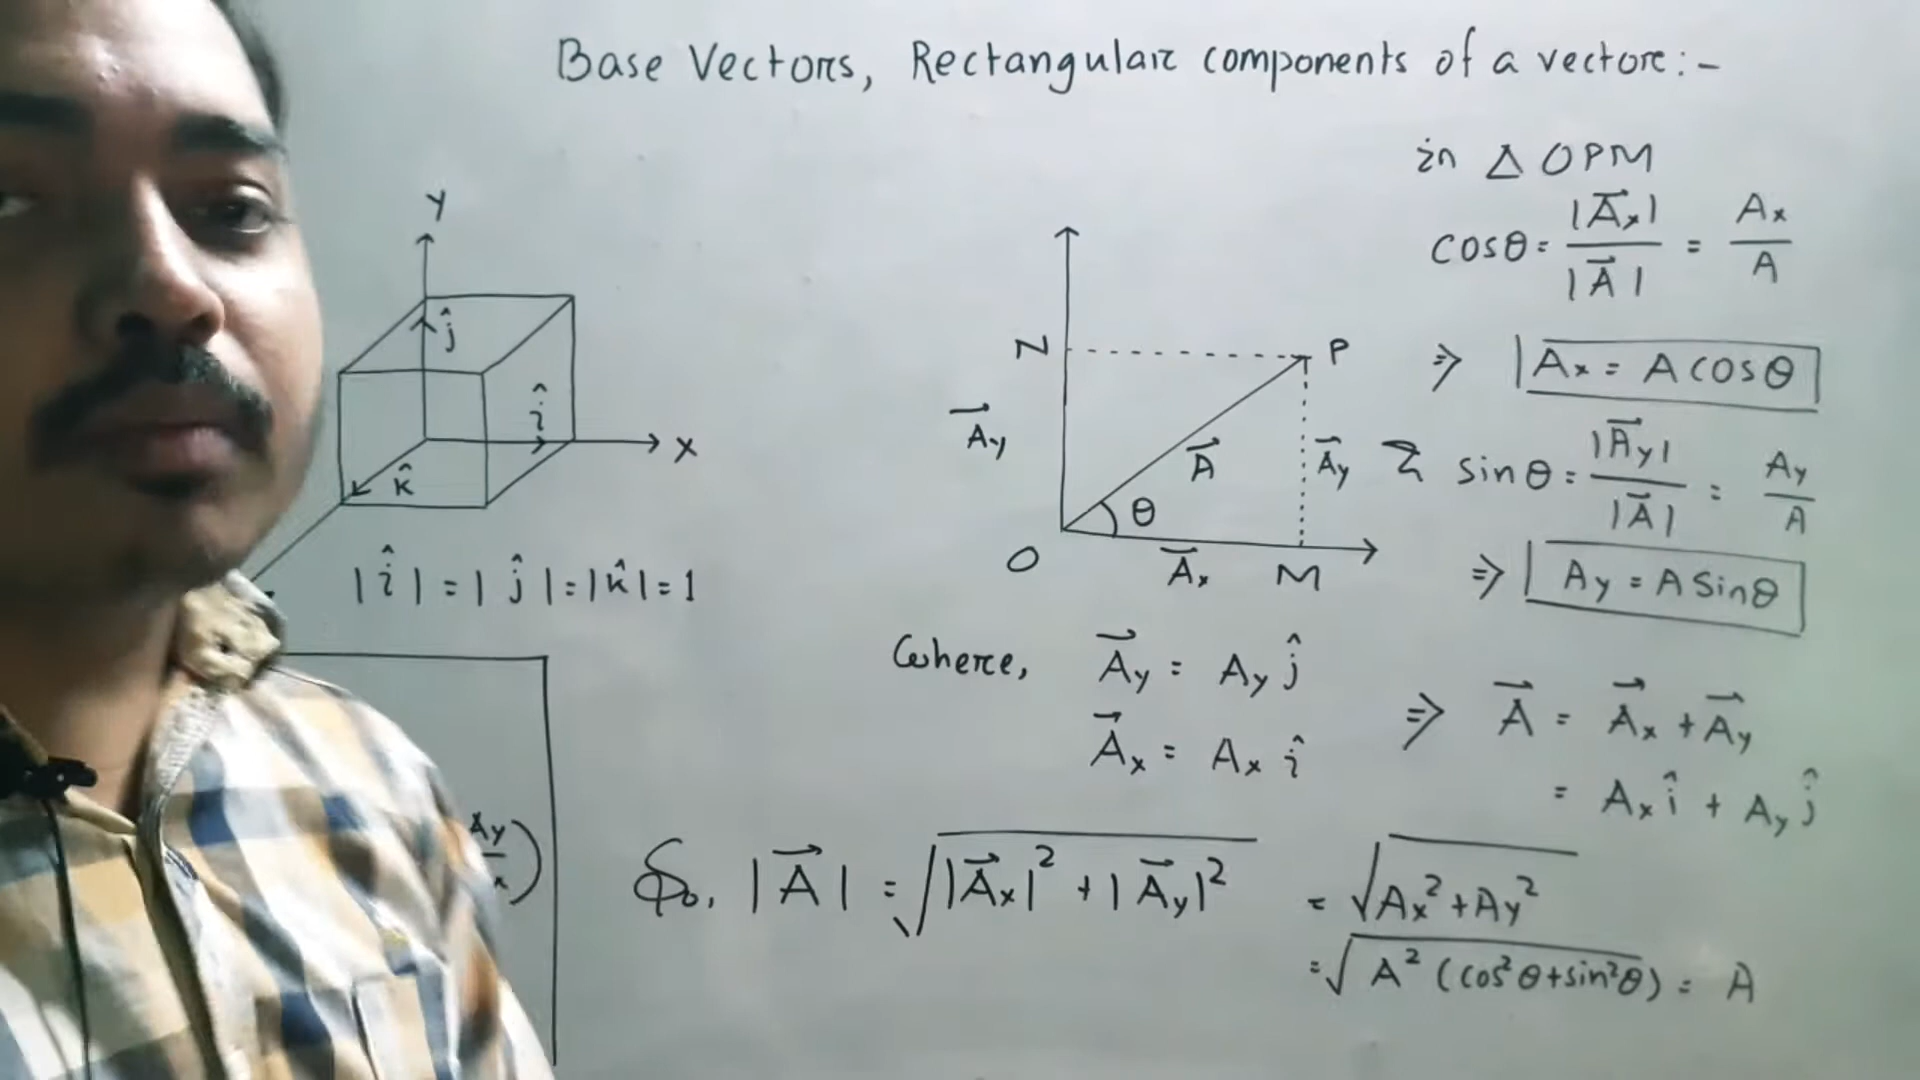 Base Vectors, Rectangular components of a vector:-
Y
ĵ
î
X
k̂
|î| = |ĵ| = |k̂| = 1
N
P
A⃗y
A⃗
A⃗y
θ
O
A⃗x
M
in Δ OPM
cosθ = |A⃗x| / |A⃗| = Ax / A
⇒ Ax = A cosθ
& sinθ = |A⃗y| / |A⃗| = Ay / A
⇒ Ay = A sinθ
where, A⃗y = Ay ĵ
A⃗x = Ax î
⇒ A⃗ = A⃗x + A⃗y
= Ax î + Ay ĵ
Ay
x )
So, |A⃗| = √(|A⃗x|² + |A⃗y|²) = √(Ax² + Ay²)
= √(A² (cos²θ + sin²θ)) = A